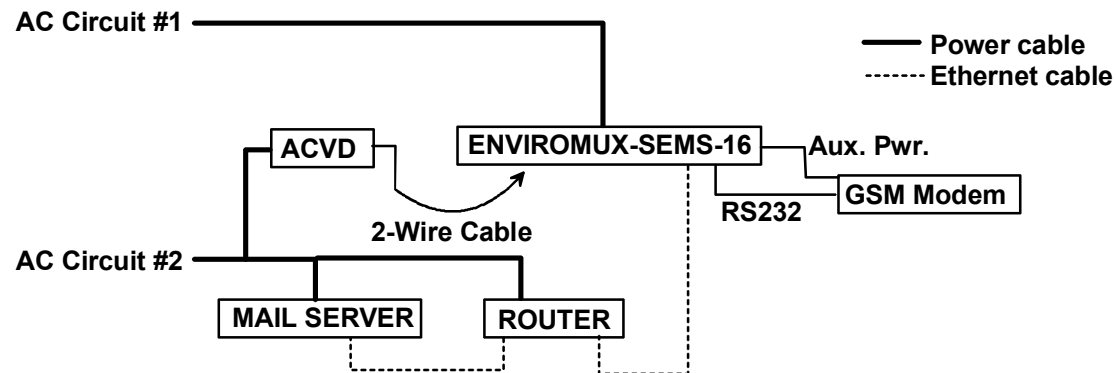 AC Circuit #1
Power cable
Ethernet cable
ACVD
ENVIROMUX-SEMS-16
Aux. Pwr.
GSM Modem
RS232
2-Wire Cable
AC Circuit #2
MAIL SERVER
ROUTER